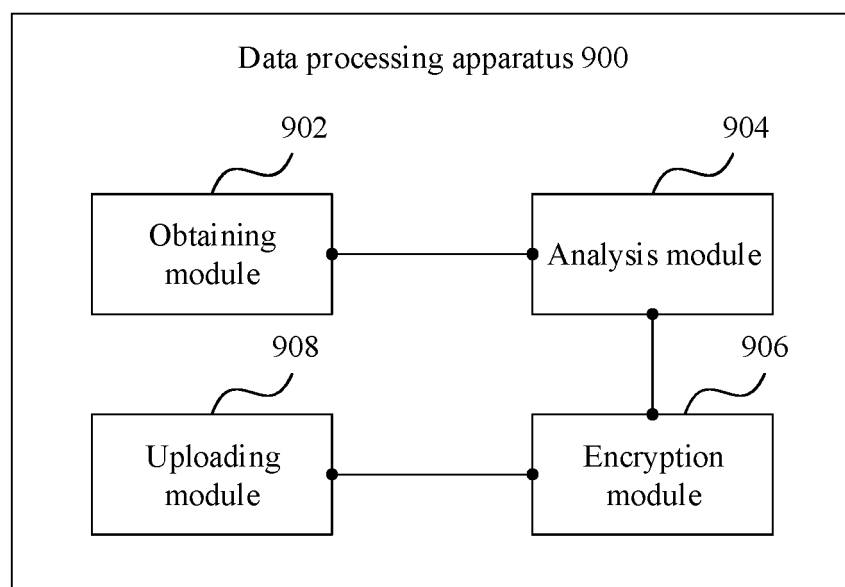 Data processing apparatus 900
902
904
Obtaining
module
Analysis module
908
906
Uploading
module
Encryption
module